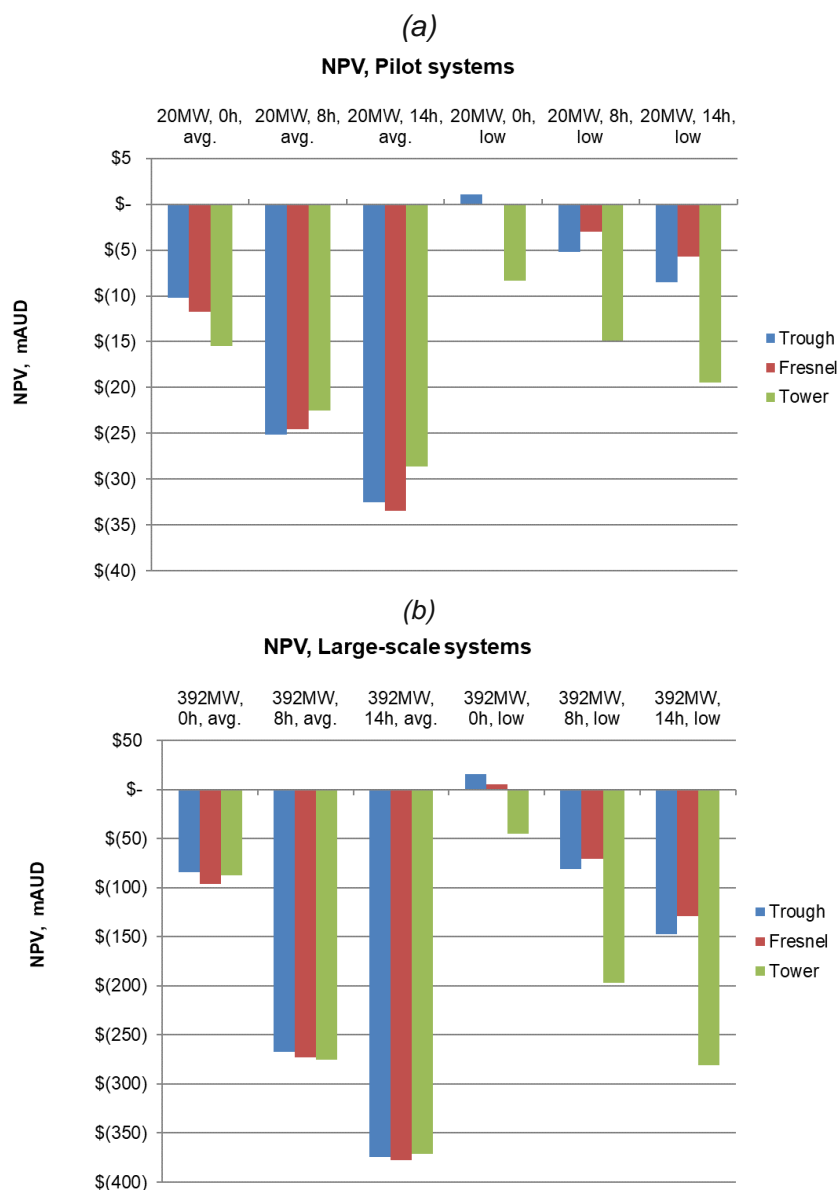 (a)
NPV, Pilot systems
20MW, 0h, avg.
20MW, 8h, avg.
20MW, 14h, avg.
20MW, 0h, low
20MW, 8h, low
20MW, 14h, low
$5
$-
$(5)
$(10)
$(15)
$(20)
$(25)
$(30)
$(35)
$(40)
NPV, mAUD
Trough
Fresnel
Tower
(b)
NPV, Large-scale systems
392MW, 0h, avg.
392MW, 8h, avg.
392MW, 14h, avg.
392MW, 0h, low
392MW, 8h, low
392MW, 14h, low
$50
$-
$(50)
$(100)
$(150)
$(200)
$(250)
$(300)
$(350)
$(400)
NPV, mAUD
Trough
Fresnel
Tower